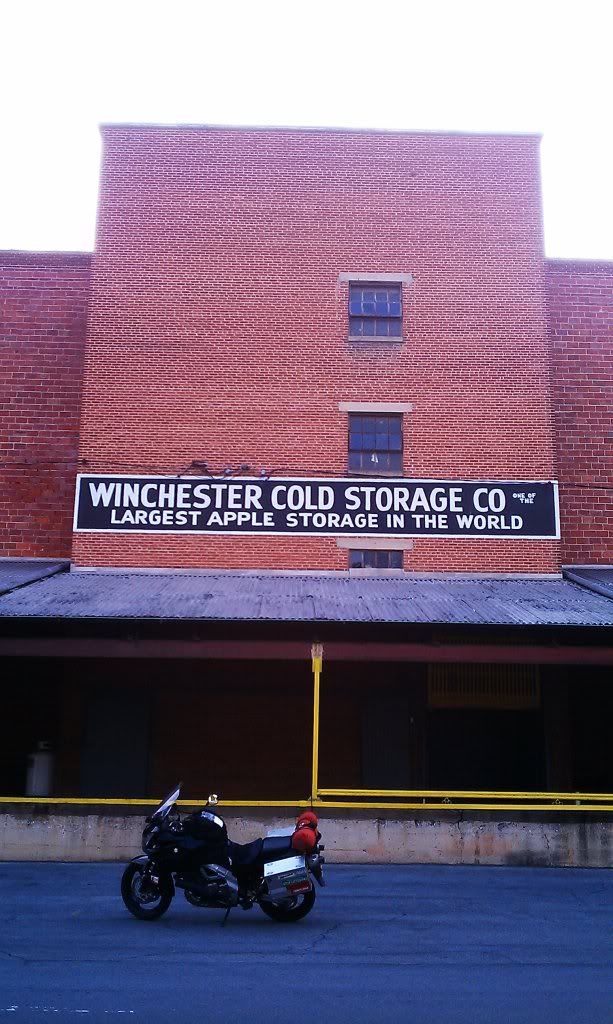 WINCHESTER COLD STORAGE CO ONE OF THE
LARGEST APPLE STORAGE IN THE WORLD